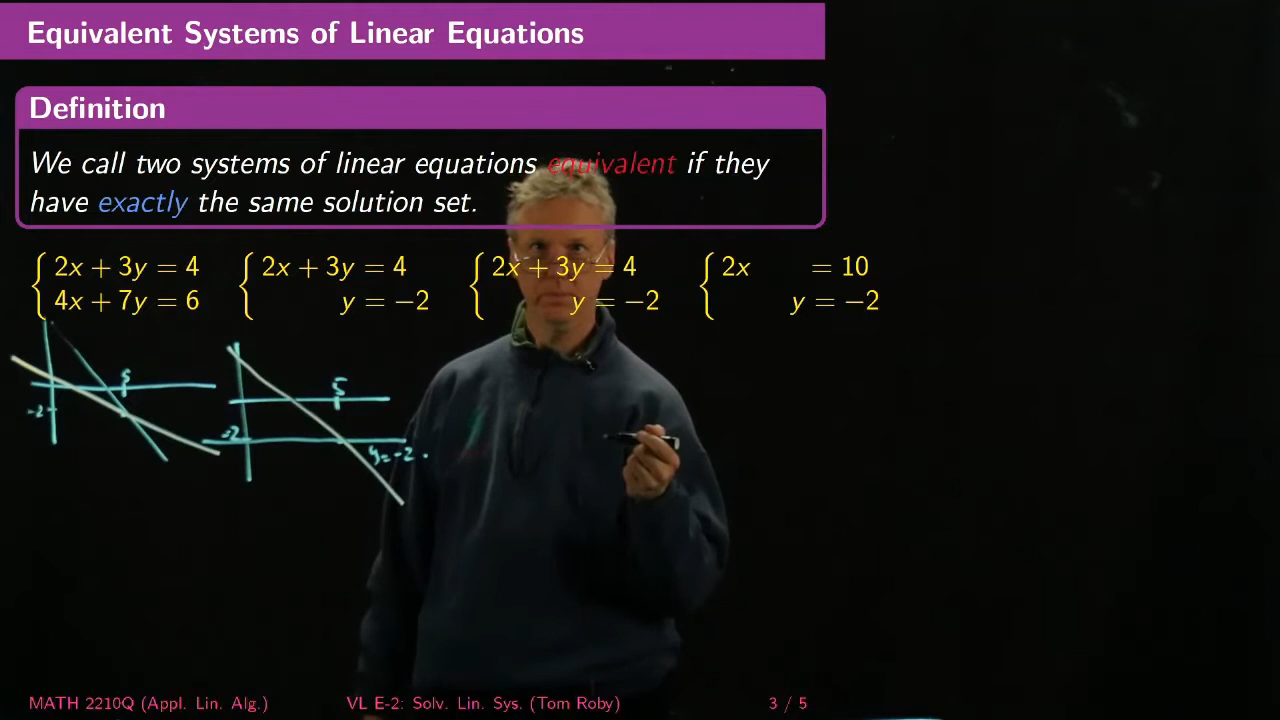 Equivalent Systems of Linear Equations
Definition
We call two systems of linear equations equivalent if they
have exactly the same solution set.
2x + 3y = 4
4x + 7y = 6
2x + 3y = 4
y = −2
2x + 3y = 4
y = −2
2x = 10
y = −2
5
-2
5
-2
y=-2.
MATH 2210Q (Appl. Lin. Alg.) VL E-2: Solv. Lin. Sys. (Tom Roby) 3 / 5